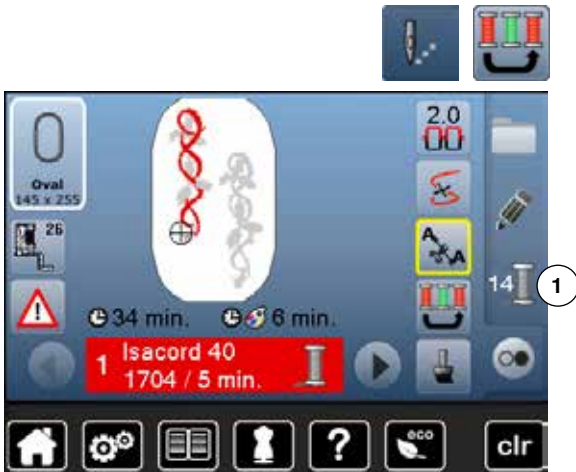 2.0
Oval
145 x 255
26
A
A
14
1
34 min.
6 min.
1 Isacord 40
1704 / 5 min.
?
eco
clr